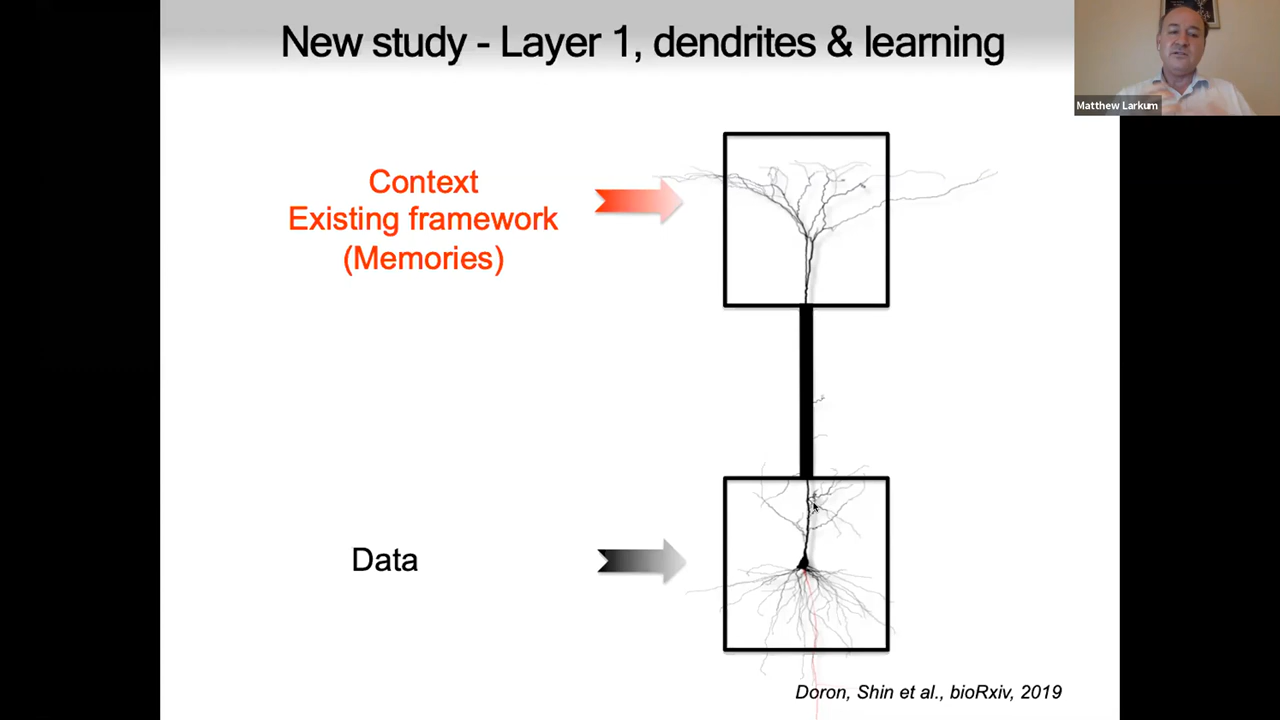 New study - Layer 1, dendrites & learning
Matthew Larkum
Context
Existing framework
(Memories)
Data
Doron, Shin et al., bioRxiv, 2019